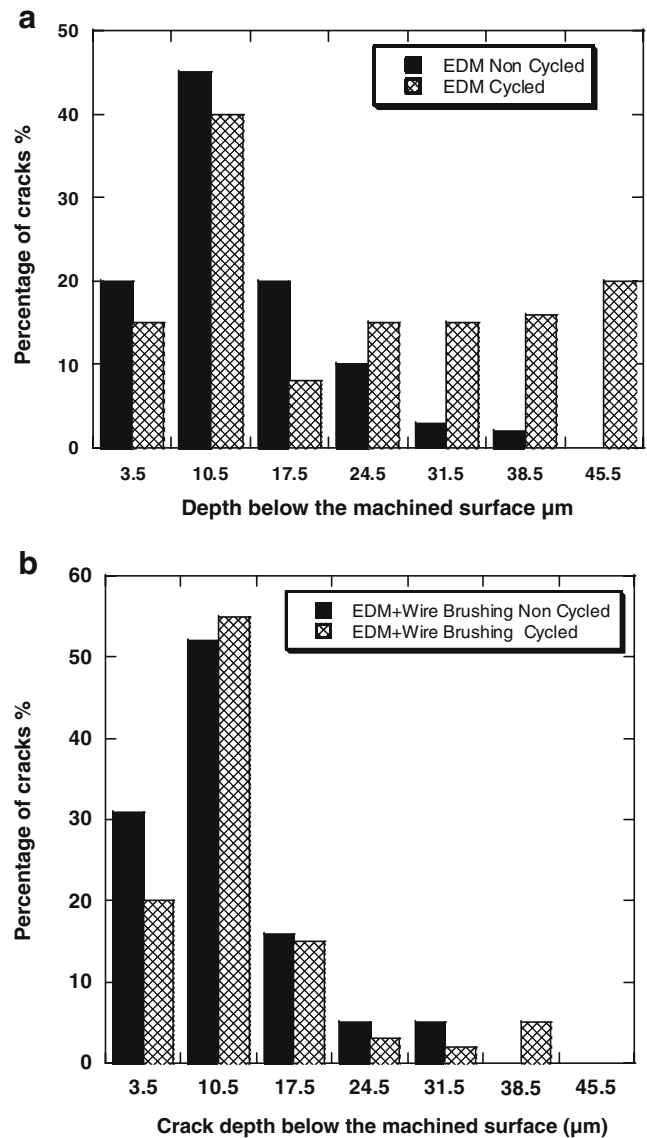 a
50
40
30
20
10
0
Percentage of cracks %
EDM Non Cycled
EDM Cycled
3.5 10.5 17.5 24.5 31.5 38.5 45.5
Depth below the machined surface µm
b
60
50
40
30
20
10
0
Percentage of cracks %
EDM+Wire Brushing Non Cycled
EDM+Wire Brushing Cycled
3.5 10.5 17.5 24.5 31.5 38.5 45.5
Crack depth below the machined surface (µm)